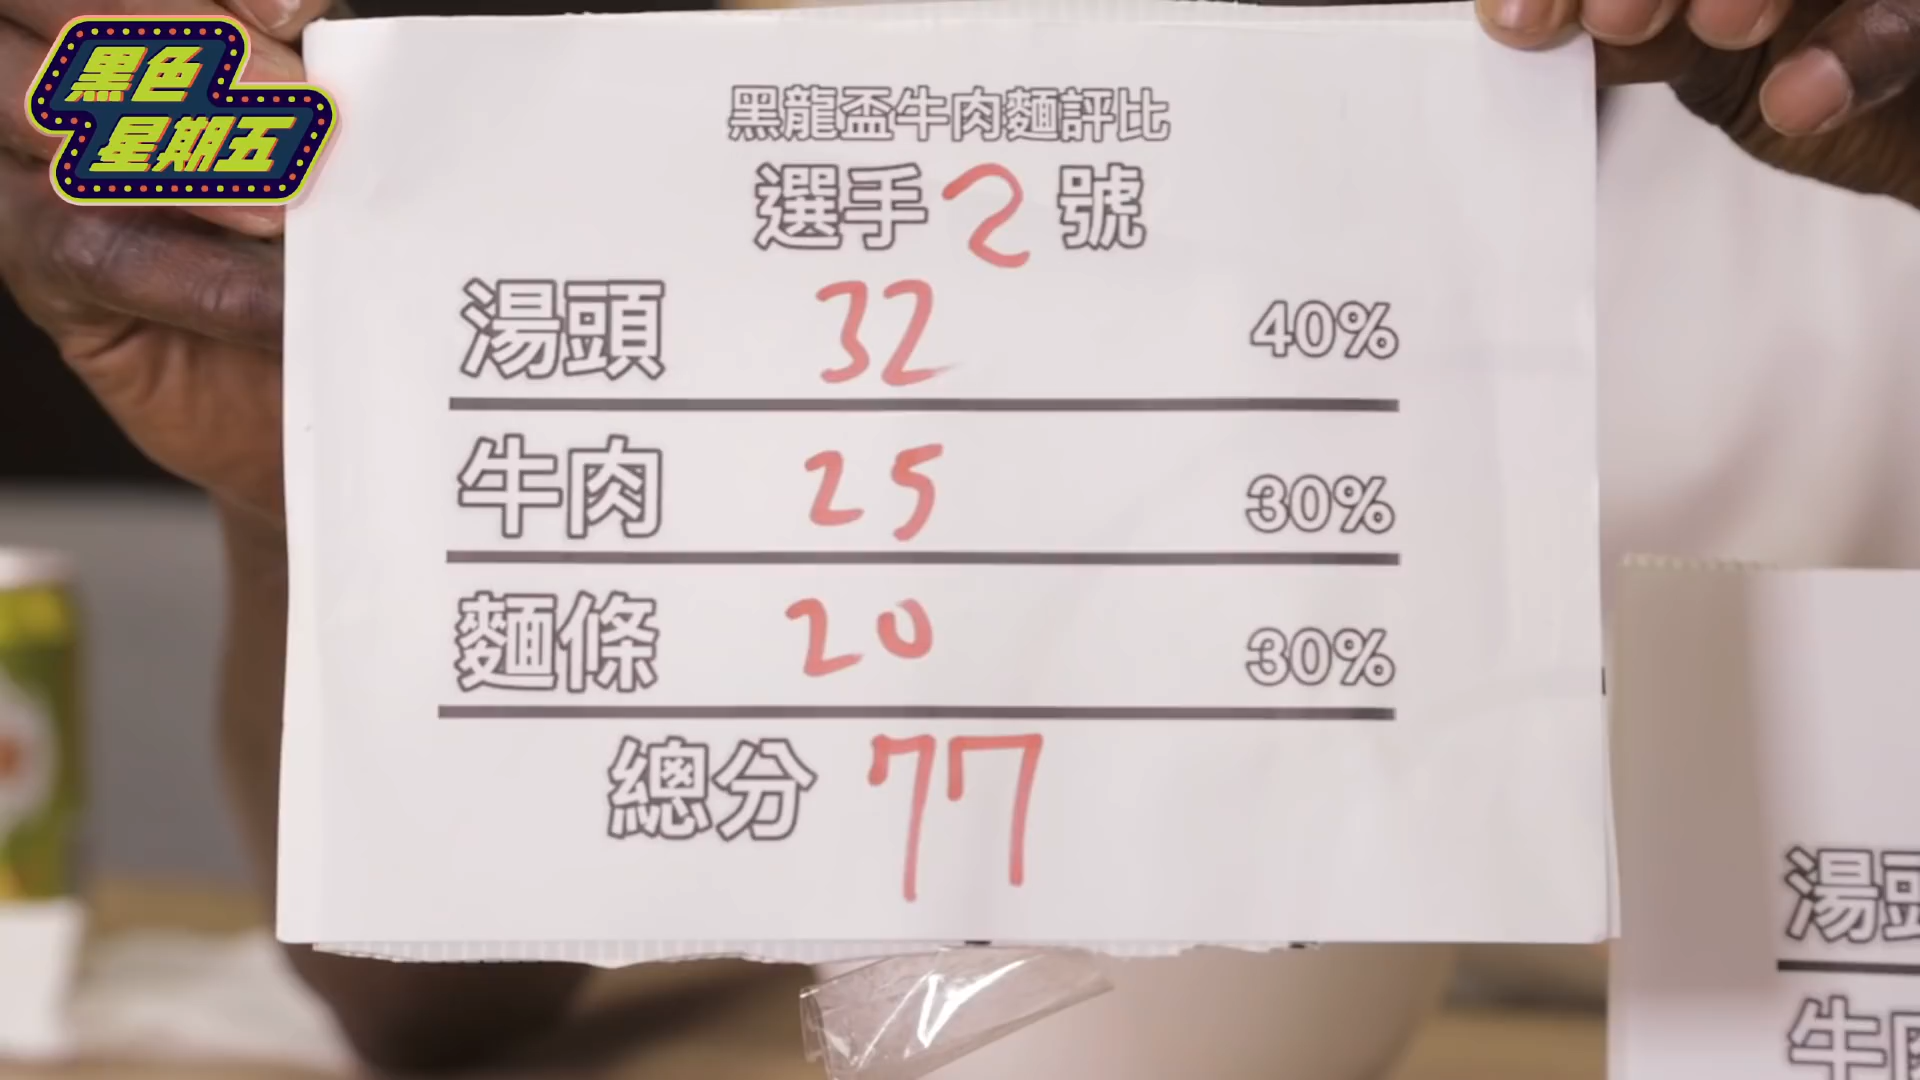 黑色
星期五
黑龍盃牛肉麵評比
選手2號
湯頭 32 40%
牛肉 25 30%
麵條 20 30%
總分 77
湯頭
牛肉